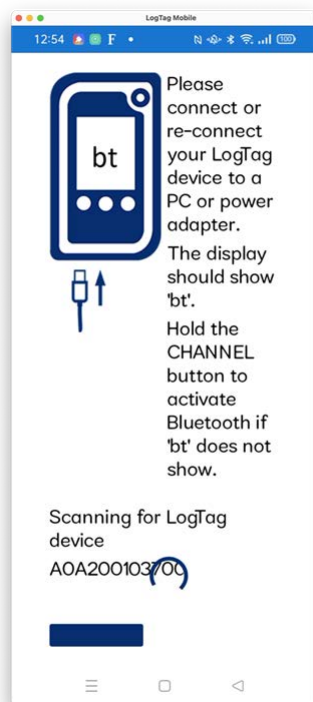 LogTag Mobile
12:54 F • 100
bt
Please
connect or
re-connect
your LogTag
device to a
PC or power
adapter.
The display
should show
'bt'.
Hold the
CHANNEL
button to
activate
Bluetooth if
'bt' does not
show.
Scanning for LogTag
device
A0A200103700